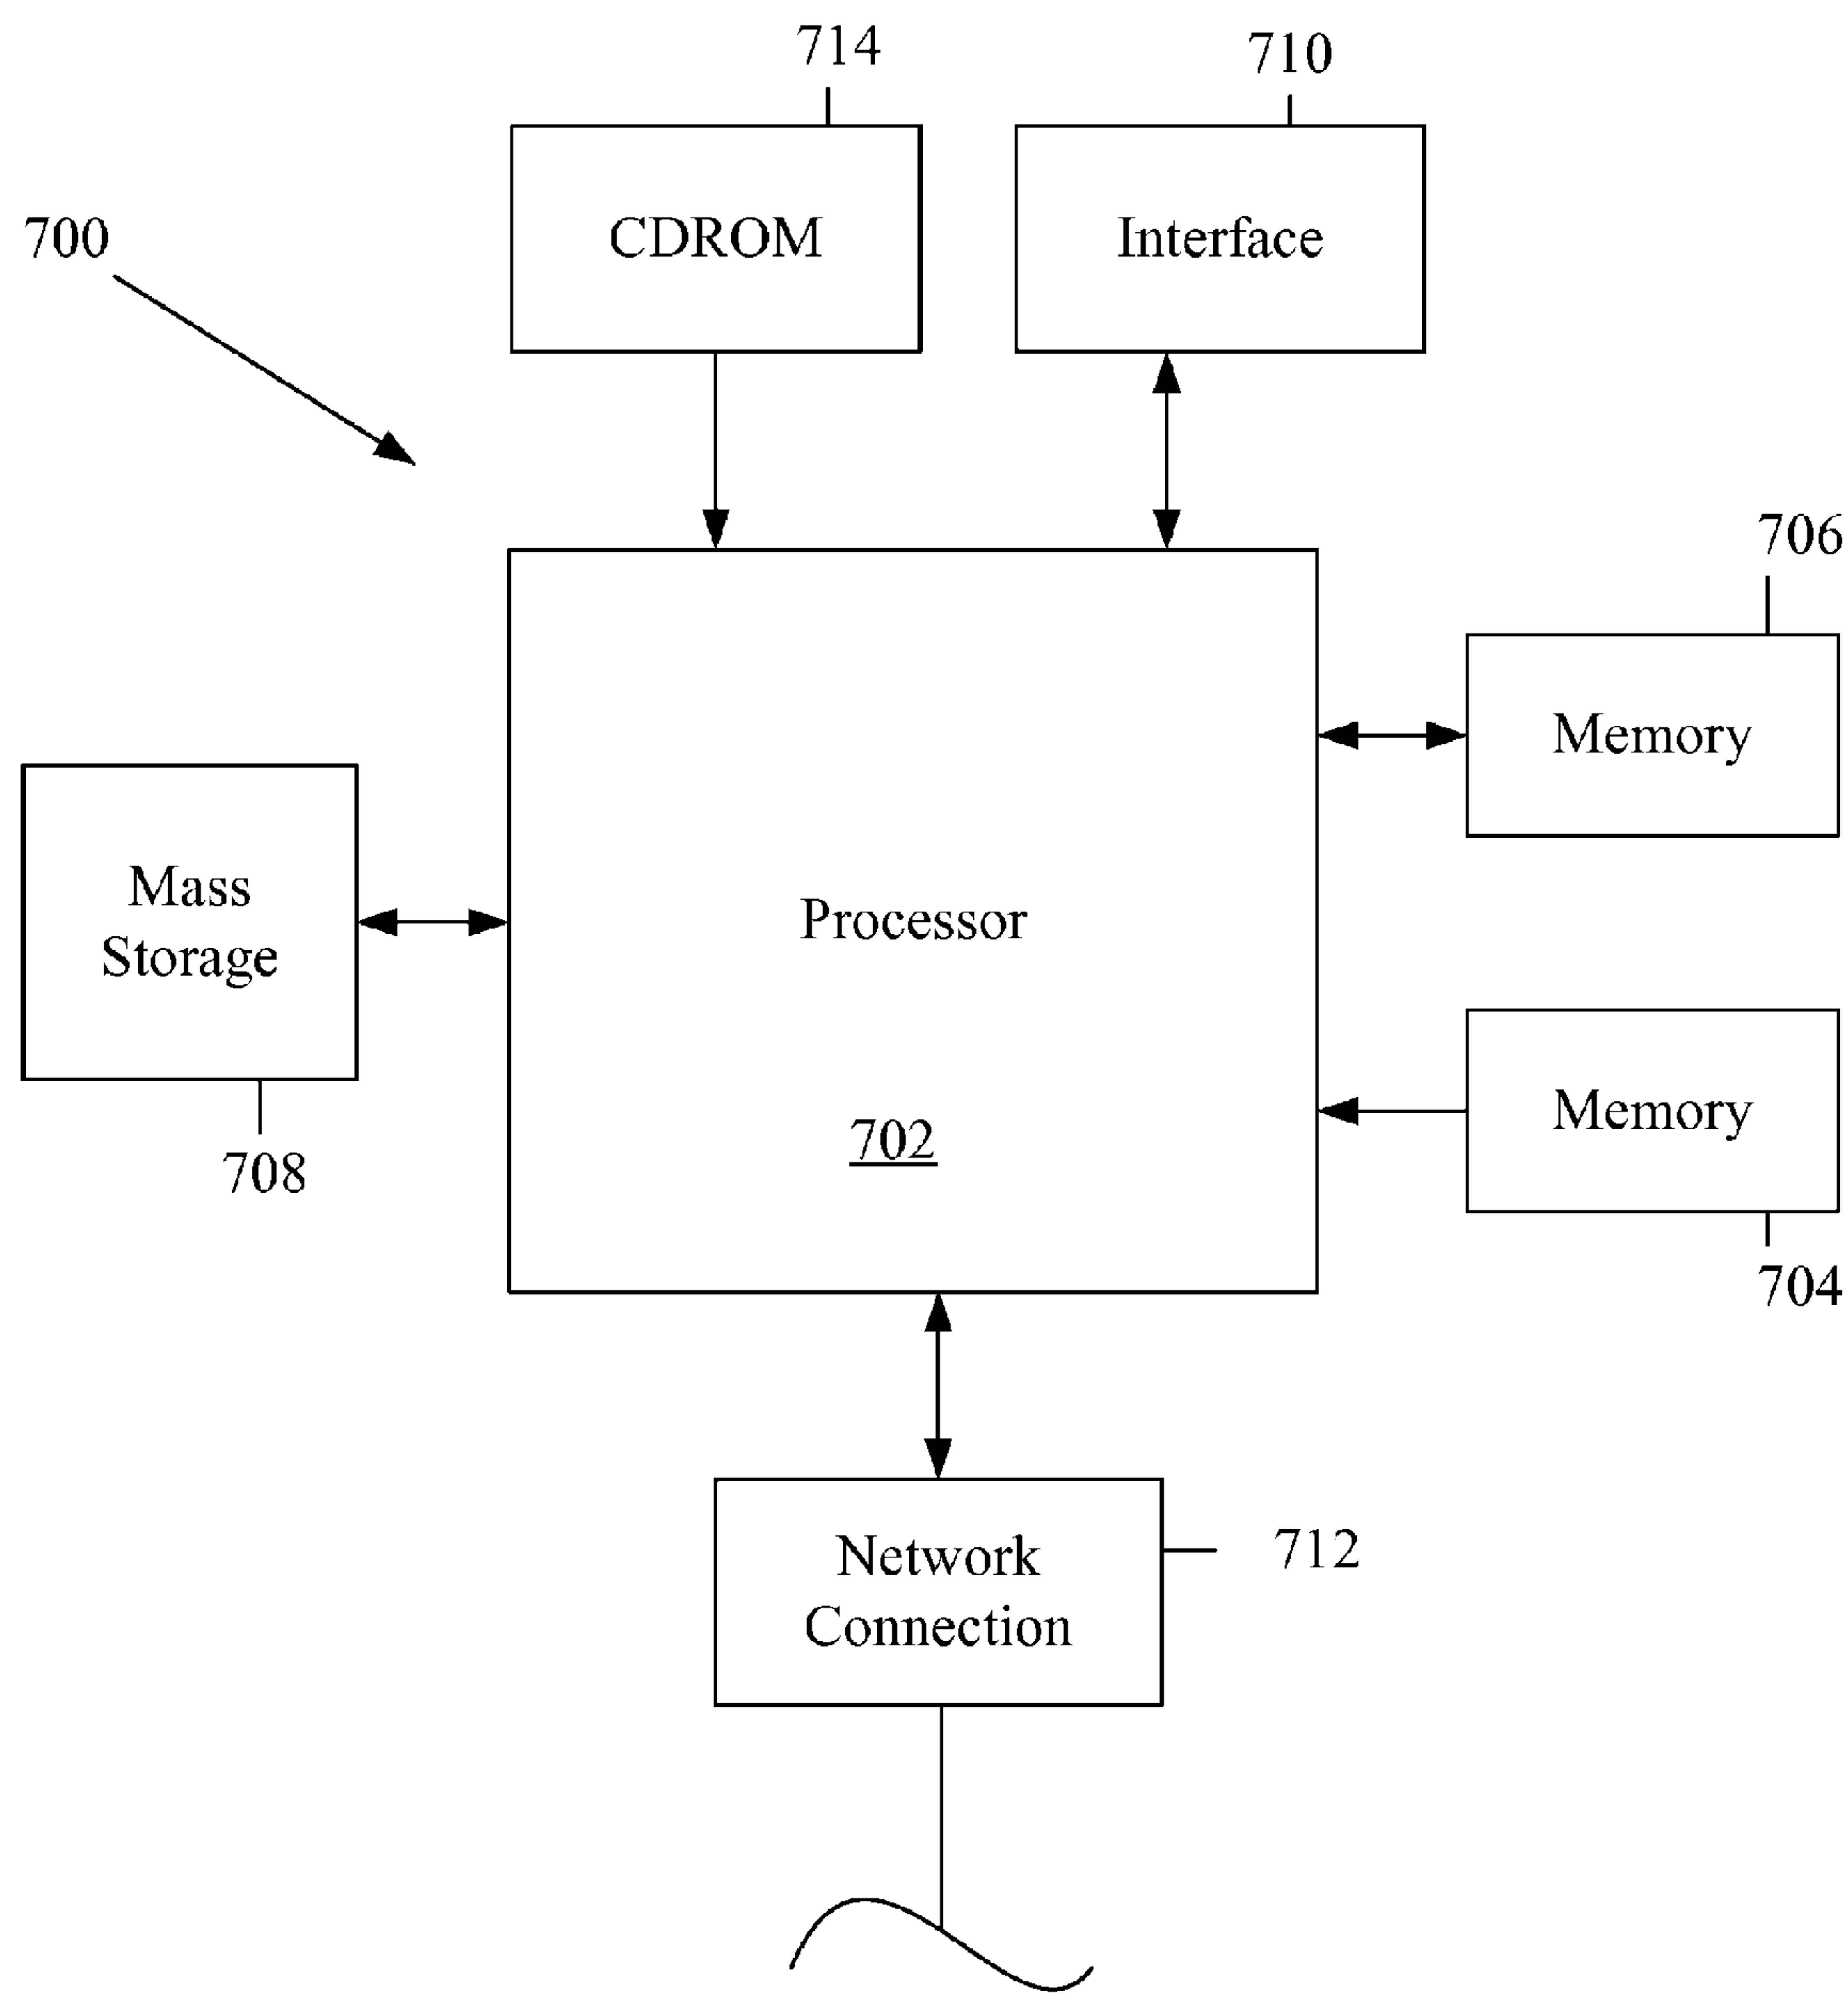 714
710
700
CDROM
Interface
706
Memory
Mass
Storage
Processor
702
Memory
708
704
Network
Connection
712